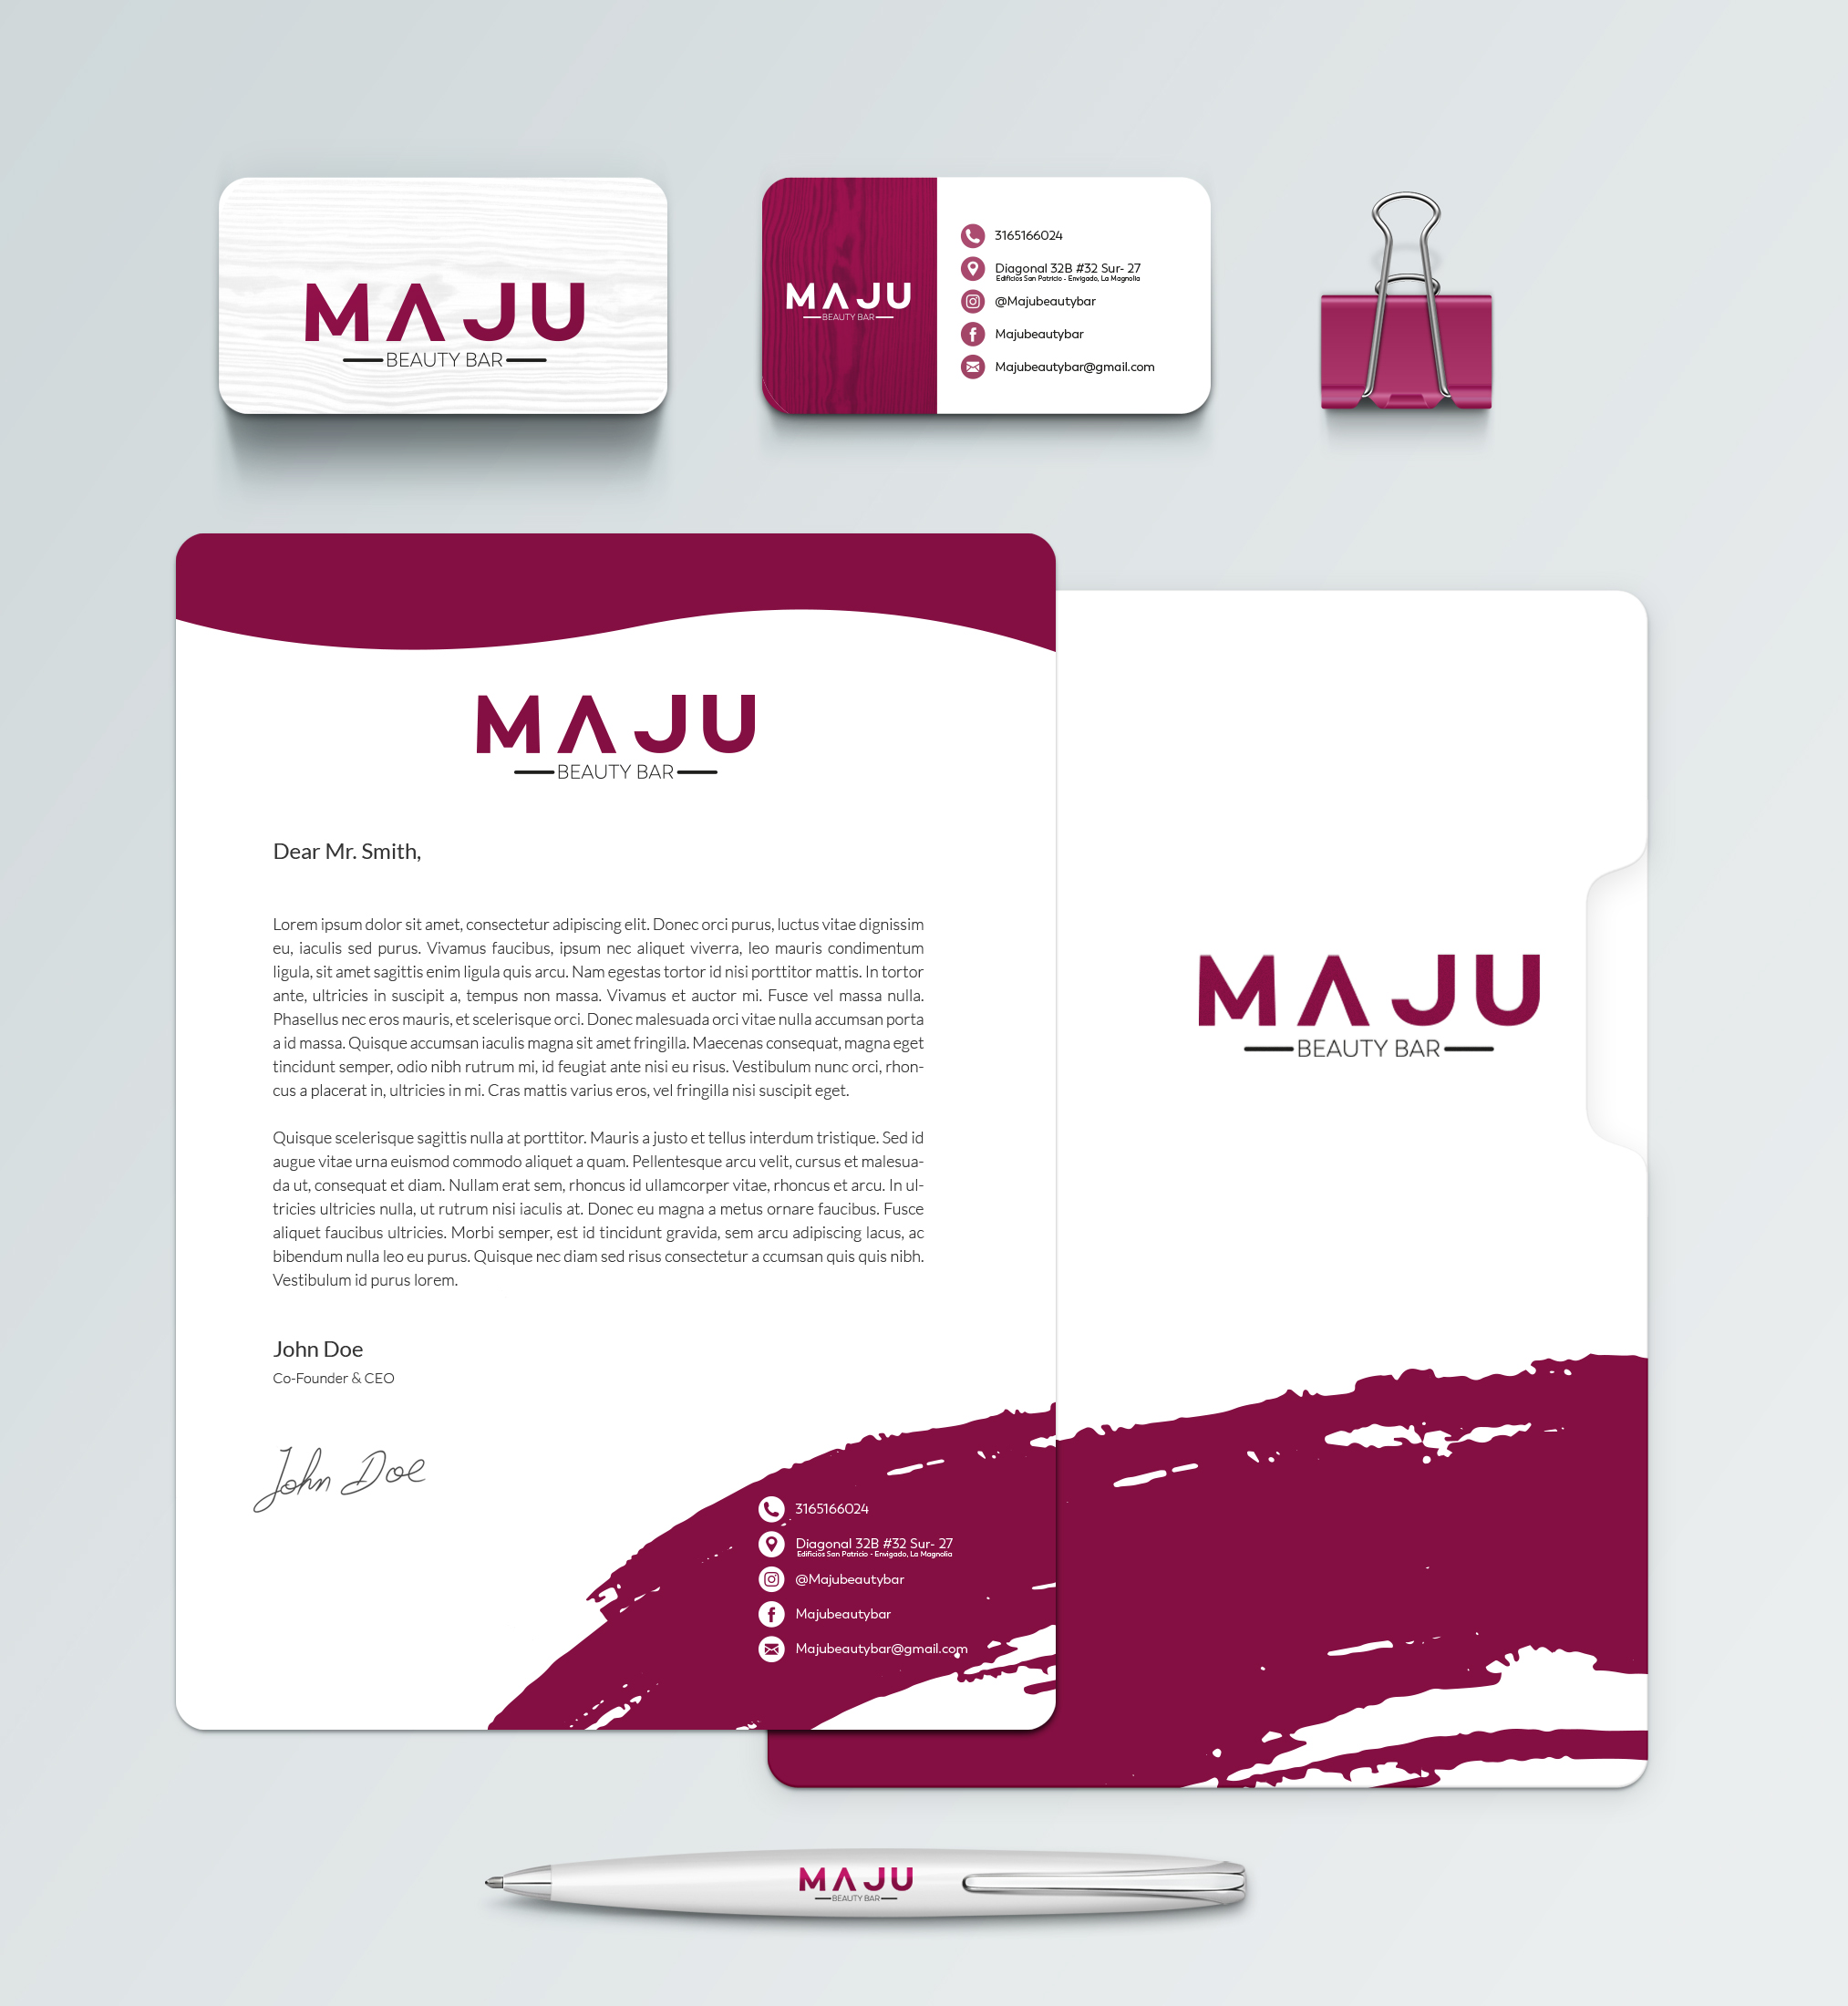 MAJU
BEAUTY BAR
MAJU
BEAUTY BAR
3165166024
Diagonal 32B #32 Sur- 27
Edificios San Patricio - Envigado, La Magnolia
@Majubeautybar
Majubeautybar
Majubeautybar@gmail.com
MAJU
BEAUTY BAR
Dear Mr. Smith,
Lorem ipsum dolor sit amet, consectetur adipiscing elit. Donec orci purus, luctus vitae dignissim
eu, iaculis sed purus. Vivamus faucibus, ipsum nec aliquet viverra, leo mauris condimentum
ligula, sit amet sagittis enim ligula quis arcu. Nam egestas tortor id nisi porttitor mattis. In tortor
ante, ultricies in suscipit a, tempus non massa. Vivamus et auctor mi. Fusce vel massa nulla.
Phasellus nec eros mauris, et scelerisque orci. Donec malesuada orci vitae nulla accumsan porta
a id massa. Quisque accumsan iaculis magna sit amet fringilla. Maecenas consequat, magna eget
tincidunt semper, odio nibh rutrum mi, id feugiat ante nisi eu risus. Vestibulum nunc orci, rhon-
cus a placerat in, ultricies in mi. Cras mattis varius eros, vel fringilla nisi suscipit eget.
Quisque scelerisque sagittis nulla at porttitor. Mauris a justo et tellus interdum tristique. Sed id
augue vitae urna euismod commodo aliquet a quam. Pellentesque arcu velit, cursus et malesua-
da ut, consequat et diam. Nullam erat sem, rhoncus id ullamcorper vitae, rhoncus et arcu. In ul-
tricies ultricies nulla, ut rutrum nisi iaculis at. Donec eu magna a metus ornare faucibus. Fusce
aliquet faucibus ultricies. Morbi semper, est id tincidunt gravida, sem arcu adipiscing lacus, ac
bibendum nulla leo eu purus. Quisque nec diam sed risus consectetur a ccumsan quis quis nibh.
Vestibulum id purus lorem.
John Doe
Co-Founder & CEO
John Doe
3165166024
Diagonal 32B #32 Sur- 27
Edificios San Patricio - Envigado, La Magnolia
@Majubeautybar
Majubeautybar
Majubeautybar@gmail.com
MAJU
BEAUTY BAR
MAJU
BEAUTY BAR